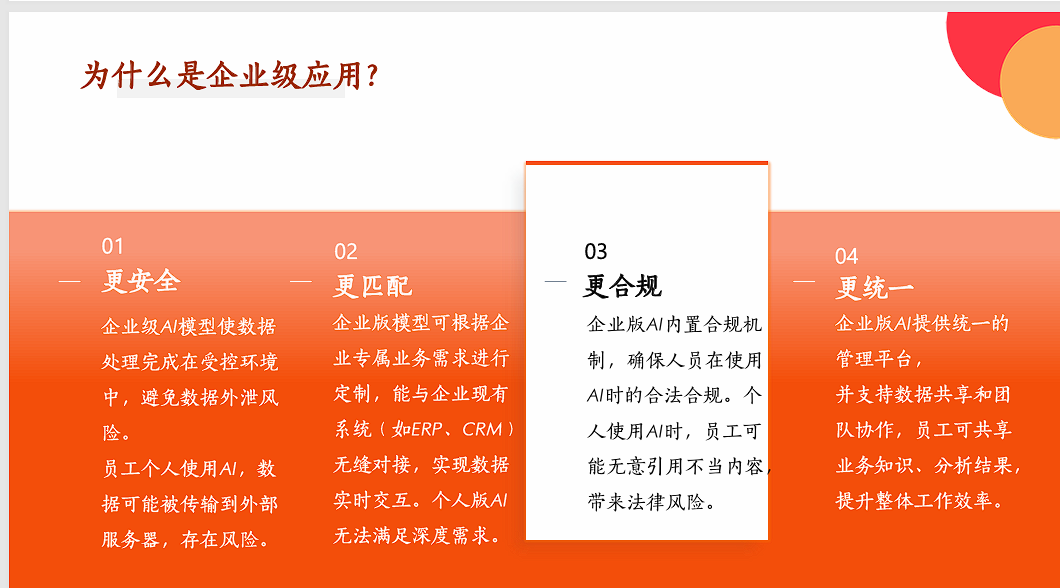 为什么是企业级应用?
01
更安全
企业级AI模型使数据
处理完成在受控环境
中，避免数据外泄风
险。
员工个人使用AI，数
据可能被传输到外部
服务器，存在风险。
02
更匹配
企业版模型可根据企
业专属业务需求进行
定制，能与企业现有
系统（如ERP、CRM）
无缝对接，实现数据
实时交互。个人版AI
无法满足深度需求。
03
更合规
企业版AI内置合规机
制，确保人员在使用
AI时的合法合规。个
人使用AI时，员工可
能无意引用不当内容，
带来法律风险。
04
更统一
企业版AI提供统一的
管理平台，
并支持数据共享和团
队协作，员工可共享
业务知识、分析结果，
提升整体工作效率。